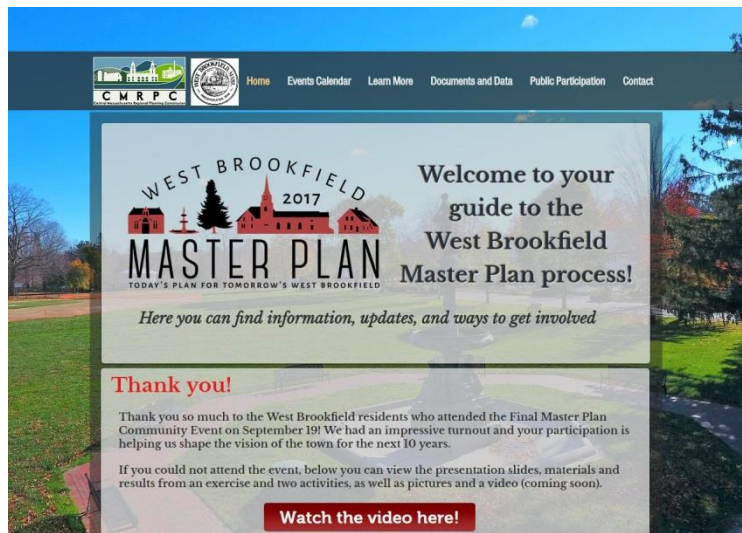 CMRPC
Central Massachusetts Regional Planning Commission
Home Events Calendar Learn More Documents and Data Public Participation Contact
WEST BROOKFIELD
2017
MASTER PLAN
TODAY'S PLAN FOR TOMORROW'S WEST BROOKFIELD
Welcome to your
guide to the
West Brookfield
Master Plan process!
Here you can find information, updates, and ways to get involved
Thank you!
Thank you so much to the West Brookfield residents who attended the Final Master Plan
Community Event on September 19! We had an impressive turnout and your participation is
helping us shape the vision of the town for the next 10 years.
If you could not attend the event, below you can view the presentation slides, materials and
results from an exercise and two activities, as well as pictures and a video (coming soon).
Watch the video here!